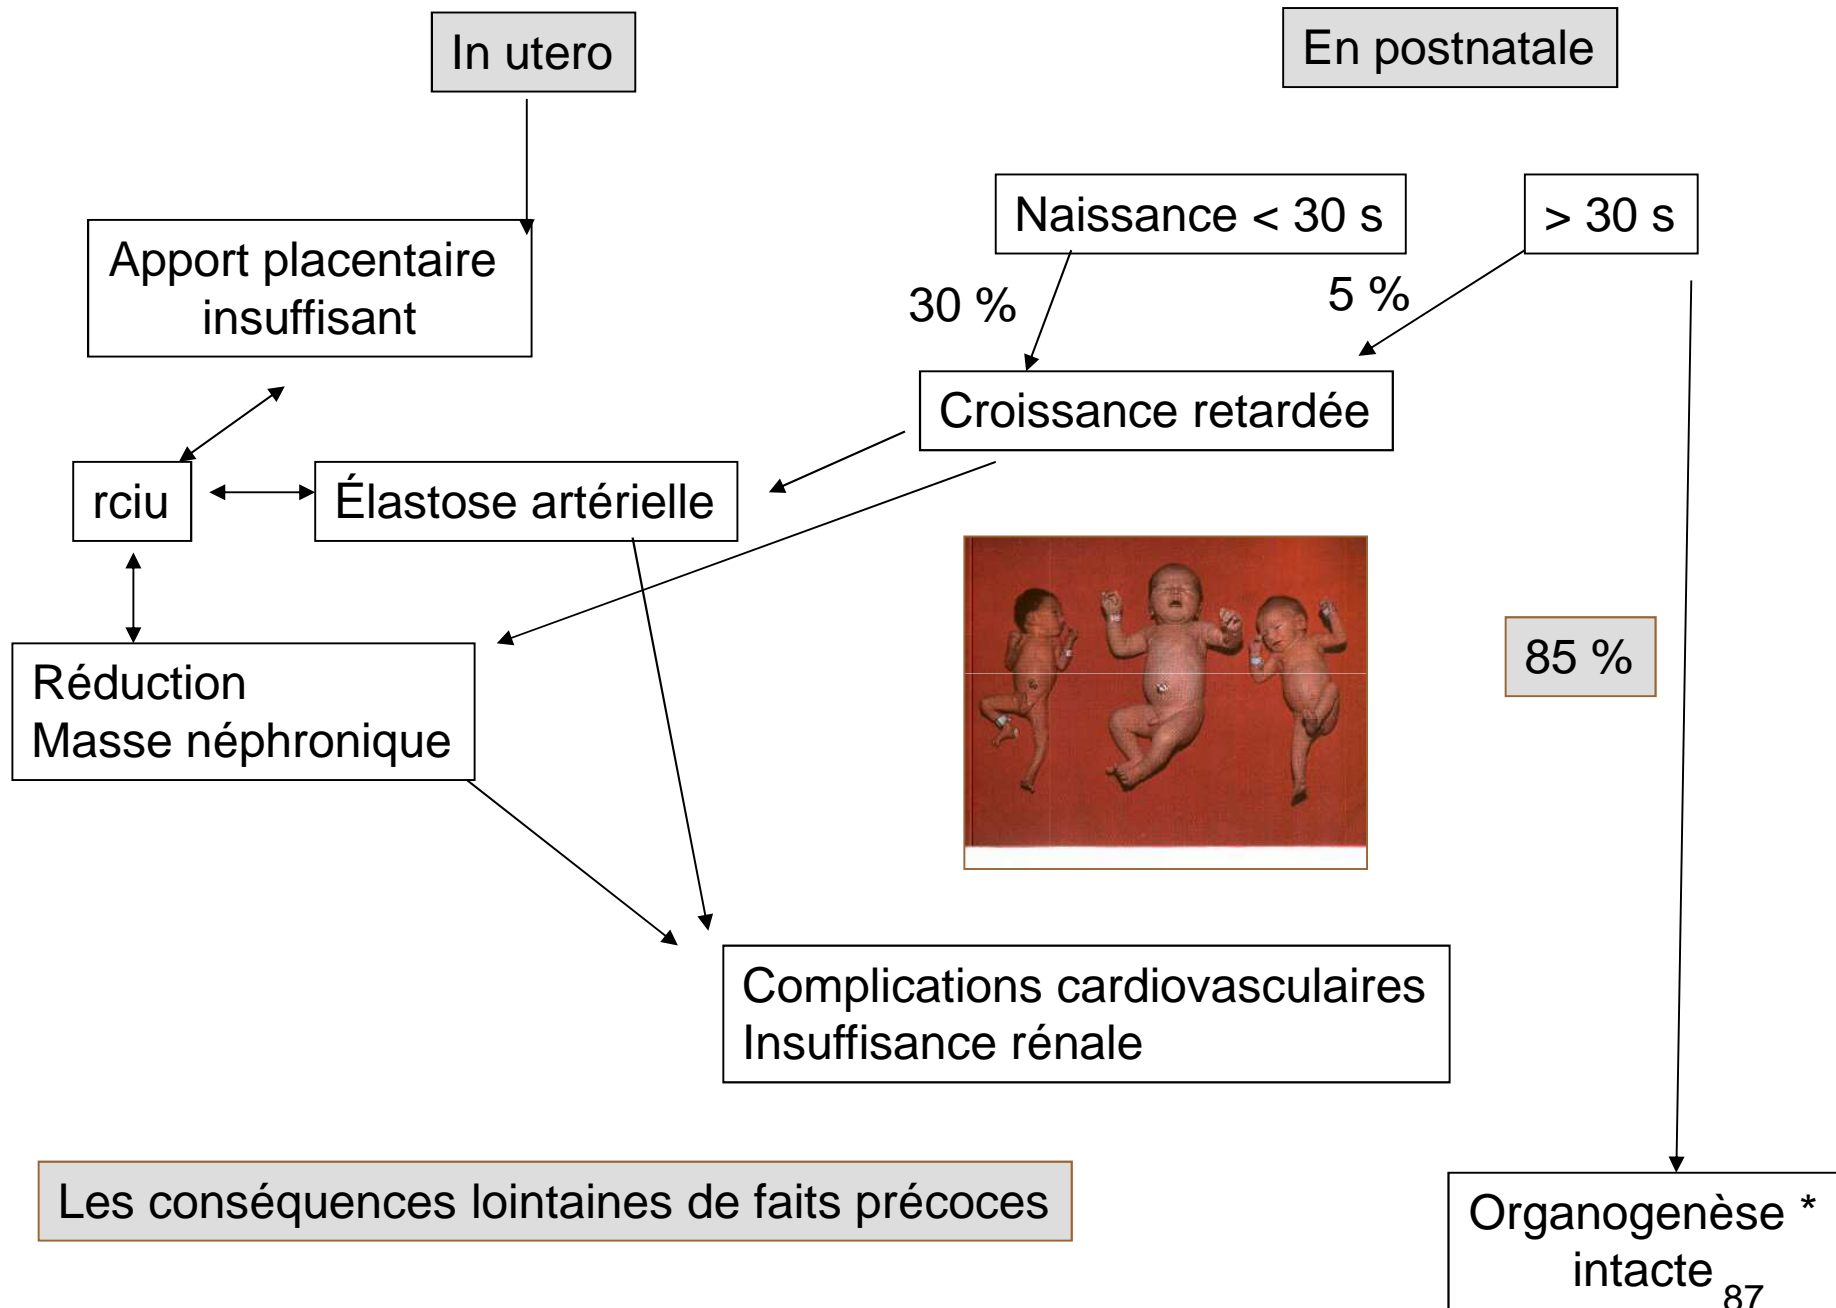 In utero
En postnatale
Naissance < 30 s
> 30 s
Apport placentaire
insuffisant
30 %
5 %
Croissance retardée
rciu
Élastose artérielle
Réduction
Masse néphronique
85 %
Complications cardiovasculaires
Insuffisance rénale
Les conséquences lointaines de faits précoces
Organogenèse *
intacte
87